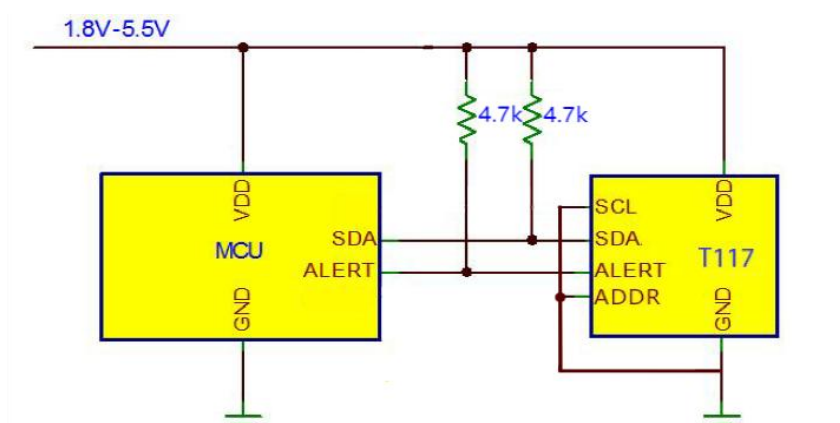 1.8V-5.5V
4.7k 4.7k
MCU
VDD
SDA
ALERT
GND
SCL
SDA
ALERT
ADDR
VDD
T117
GND